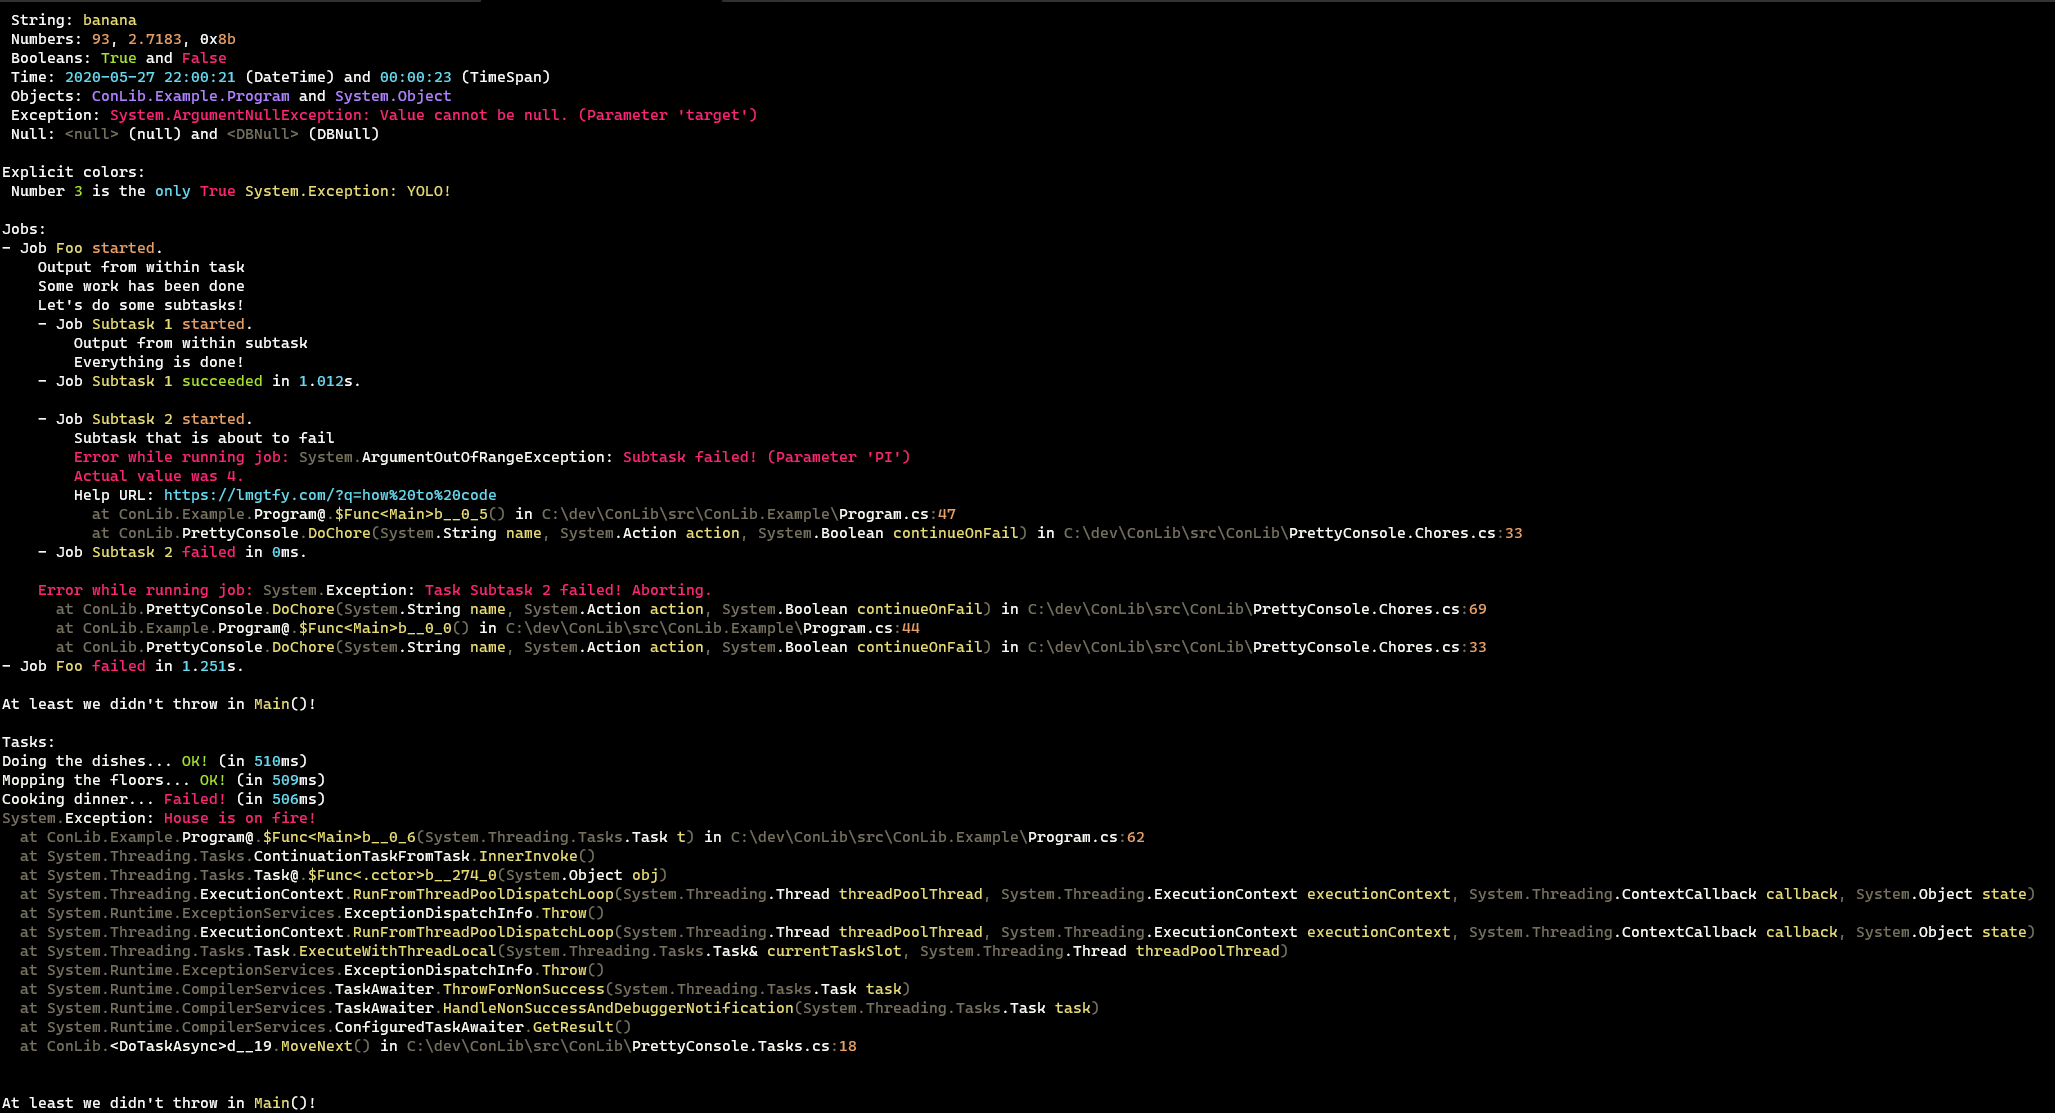 String: banana
Numbers: 93, 2.7183, 0x8b
Booleans: True and False
Time: 2020-05-27 22:00:21 (DateTime) and 00:00:23 (TimeSpan)
Objects: ConLib.Example.Program and System.Object
Exception: System.ArgumentNullException: Value cannot be null. (Parameter 'target')
Null: <null> (null) and <DBNull> (DBNull)
Explicit colors:
Number 3 is the only True System.Exception: YOLO!
Jobs:
- Job Foo started.
Output from within task
Some work has been done
Let's do some subtasks!
- Job Subtask 1 started.
Output from within subtask
Everything is done!
- Job Subtask 1 succeeded in 1.012s.
- Job Subtask 2 started.
Subtask that is about to fail
Error while running job: System.ArgumentOutOfRangeException: Subtask failed! (Parameter 'PI')
Actual value was 4.
Help URL: https://lmgtfy.com/?q=how%20to%20code
at ConLib.Example.Program@.$Func<Main>b__0_5() in C:\dev\ConLib\src\ConLib.Example\Program.cs:47
at ConLib.PrettyConsole.DoChore(System.String name, System.Action action, System.Boolean continueOnFail) in C:\dev\ConLib\src\ConLib\PrettyConsole.Chores.cs:33
- Job Subtask 2 failed in 0ms.
Error while running job: System.Exception: Task Subtask 2 failed! Aborting.
at ConLib.PrettyConsole.DoChore(System.String name, System.Action action, System.Boolean continueOnFail) in C:\dev\ConLib\src\ConLib\PrettyConsole.Chores.cs:69
at ConLib.Example.Program@.$Func<Main>b__0_0() in C:\dev\ConLib\src\ConLib.Example\Program.cs:44
at ConLib.PrettyConsole.DoChore(System.String name, System.Action action, System.Boolean continueOnFail) in C:\dev\ConLib\src\ConLib\PrettyConsole.Chores.cs:33
- Job Foo failed in 1.251s.
At least we didn't throw in Main()!
Tasks:
Doing the dishes... OK! (in 510ms)
Mopping the floors... OK! (in 509ms)
Cooking dinner... Failed! (in 506ms)
System.Exception: House is on fire!
at ConLib.Example.Program@.$Func<Main>b__0_6(System.Threading.Tasks.Task t) in C:\dev\ConLib\src\ConLib.Example\Program.cs:62
at System.Threading.Tasks.ContinuationTaskFromTask.InnerInvoke()
at System.Threading.Tasks.Task@.$Func<.cctor>b__274_0(System.Object obj)
at System.Threading.ExecutionContext.RunFromThreadPoolDispatchLoop(System.Threading.Thread threadPoolThread, System.Threading.ExecutionContext executionContext, System.Threading.ContextCallback callback, System.Object state)
at System.Runtime.ExceptionServices.ExceptionDispatchInfo.Throw()
at System.Threading.ExecutionContext.RunFromThreadPoolDispatchLoop(System.Threading.Thread threadPoolThread, System.Threading.ExecutionContext executionContext, System.Threading.ContextCallback callback, System.Object state)
at System.Threading.Tasks.Task.ExecuteWithThreadLocal(System.Threading.Tasks.Task& currentTaskSlot, System.Threading.Thread threadPoolThread)
at System.Runtime.ExceptionServices.ExceptionDispatchInfo.Throw()
at System.Runtime.CompilerServices.TaskAwaiter.ThrowForNonSuccess(System.Threading.Tasks.Task task)
at System.Runtime.CompilerServices.TaskAwaiter.HandleNonSuccessAndDebuggerNotification(System.Threading.Tasks.Task task)
at System.Runtime.CompilerServices.ConfiguredTaskAwaiter.GetResult()
at ConLib.<DoTaskAsync>d__19.MoveNext() in C:\dev\ConLib\src\ConLib\PrettyConsole.Tasks.cs:18
At least we didn't throw in Main()!